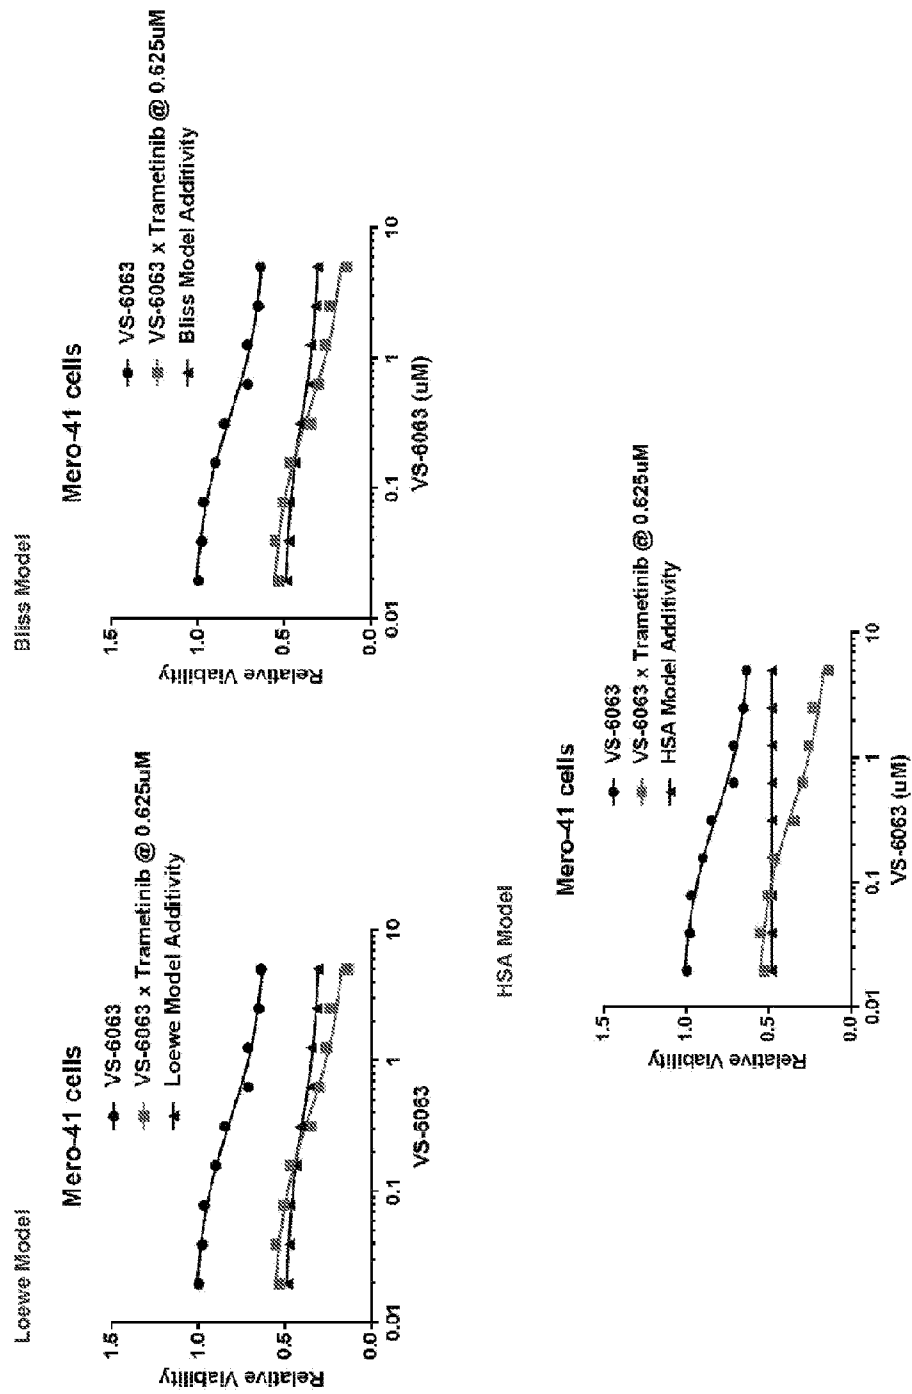 Loewe Model
Mero-41 cells
VS-6063
VS-6063 x Trametinib @ 0.625uM
Loewe Model Additivity
Relative Viability
1.5
1.0
0.5
0.0
0.01
0.1
1
10
VS-6063
Bliss Model
Mero-41 cells
VS-6063
VS-6063 x Trametinib @ 0.625uM
Bliss Model Additivity
Relative Viability
1.5
1.0
0.5
0.0
0.01
0.1
1
10
VS-6063 (uM)
HSA Model
Mero-41 cells
VS-6063
VS-6063 x Trametinib @ 0.625uM
HSA Model Additivity
Relative Viability
1.5
1.0
0.5
0.0
0.01
0.1
1
10
VS-6063 (uM)